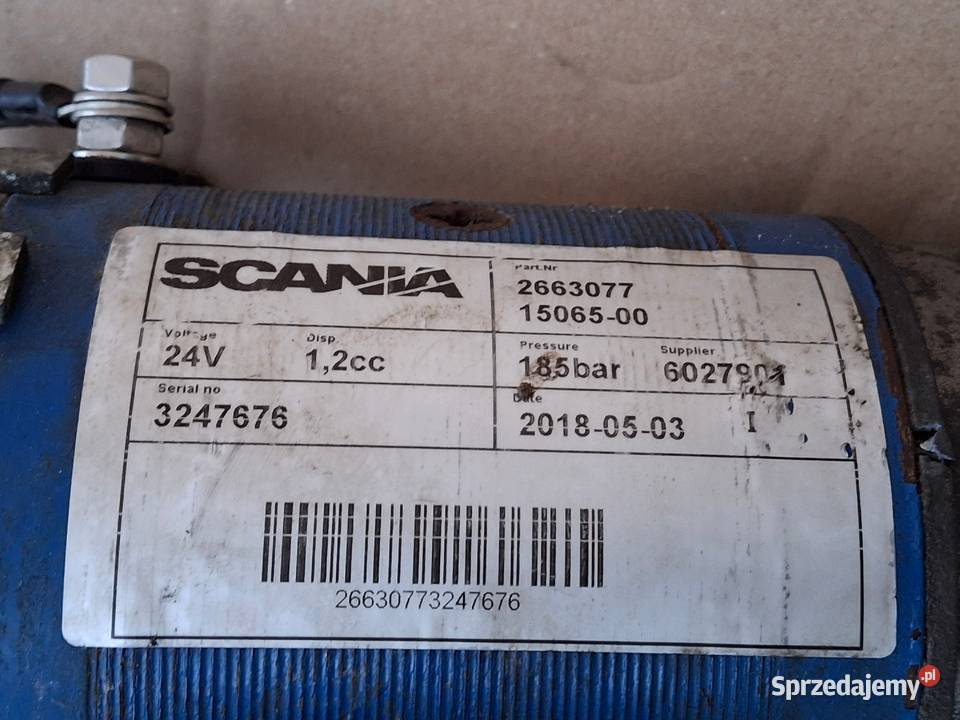 SCANIA
Part.Nr
2663077
15065-00
Voltage
24V
Disp
1,2cc
Pressure
185bar
Supplier
6027901
Serial no
3247676
Date
2018-05-03 I
26630773247676
Sprzedajemy.pl